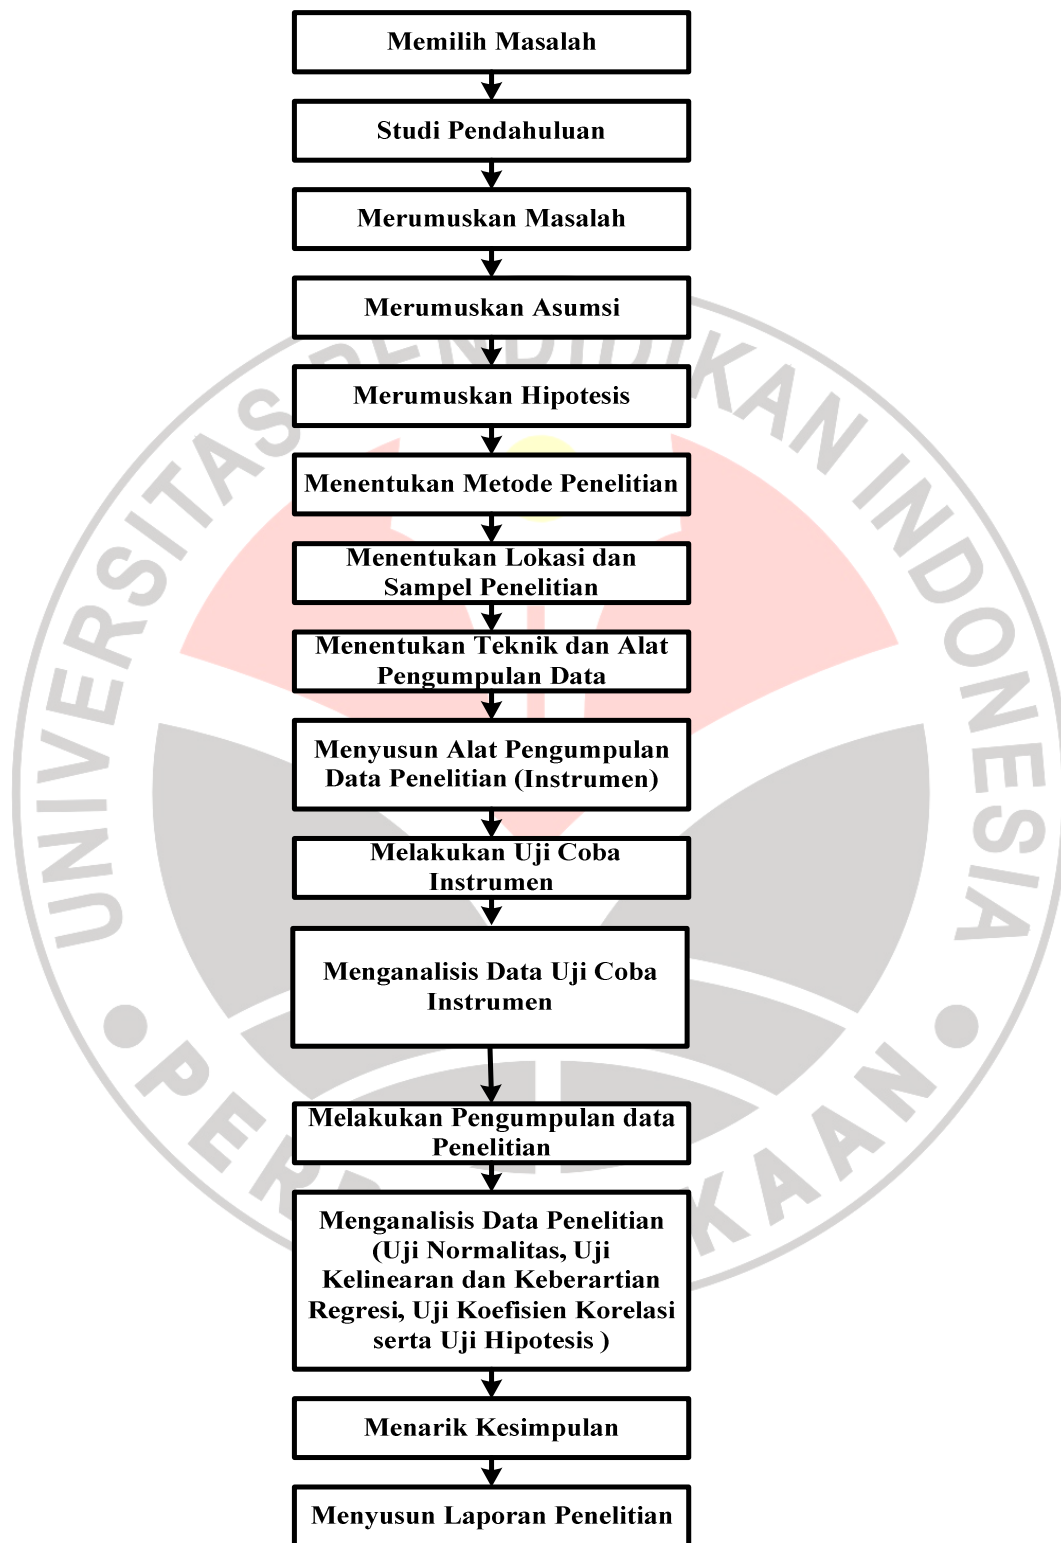 Memilih Masalah
Studi Pendahuluan
Merumuskan Masalah
Merumuskan Asumsi
Merumuskan Hipotesis
Menentukan Metode Penelitian
Menentukan Lokasi dan
Sampel Penelitian
Menentukan Teknik dan Alat
Pengumpulan Data
Menyusun Alat Pengumpulan
Data Penelitian (Instrumen)
Melakukan Uji Coba
Instrumen
Menganalisis Data Uji Coba
Instrumen
Melakukan Pengumpulan data
Penelitian
Menganalisis Data Penelitian
(Uji Normalitas, Uji
Kelinearan dan Keberartian
Regresi, Uji Koefisien Korelasi
serta Uji Hipotesis )
Menarik Kesimpulan
Menyusun Laporan Penelitian
UNIVERSITAS PENDIDIKAN INDONESIA